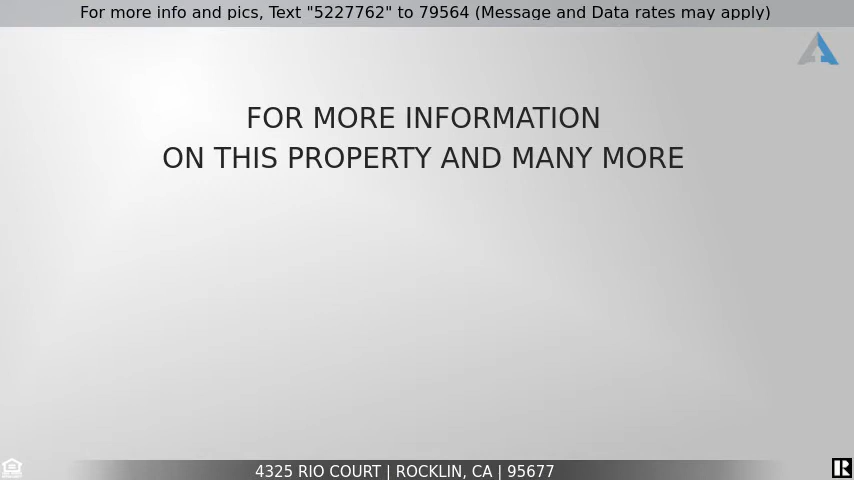 For more info and pics, Text "5227762" to 79564 (Message and Data rates may apply)
FOR MORE INFORMATION
ON THIS PROPERTY AND MANY MORE
4325 RIO COURT | ROCKLIN, CA | 95677